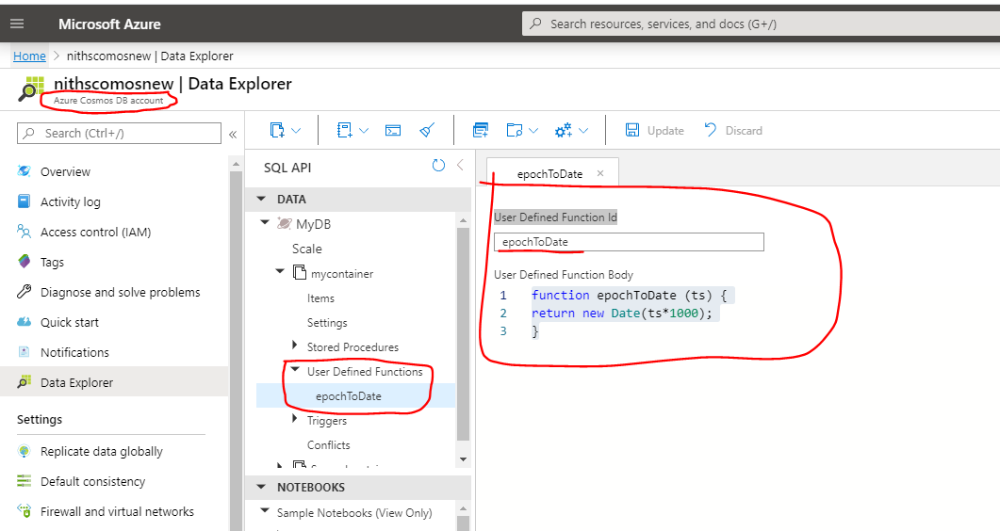 Microsoft Azure
Search resources, services, and docs (G+/)
Home > nithscomosnew | Data Explorer
nithscomosnew | Data Explorer
Azure Cosmos DB account
Search (Ctrl+/)
«
Overview
Activity log
Access control (IAM)
Tags
Diagnose and solve problems
Quick start
Notifications
Data Explorer
Settings
Replicate data globally
Default consistency
Firewall and virtual networks
Update
Discard
SQL API
DATA
MyDB
Scale
mycontainer
Items
Settings
Stored Procedures
User Defined Functions
epochToDate
Triggers
Conflicts
NOTEBOOKS
Sample Notebooks (View Only)
epochToDate ×
User Defined Function Id
epochToDate
User Defined Function Body
1 function epochToDate (ts) {
2 return new Date(ts*1000);
3 }